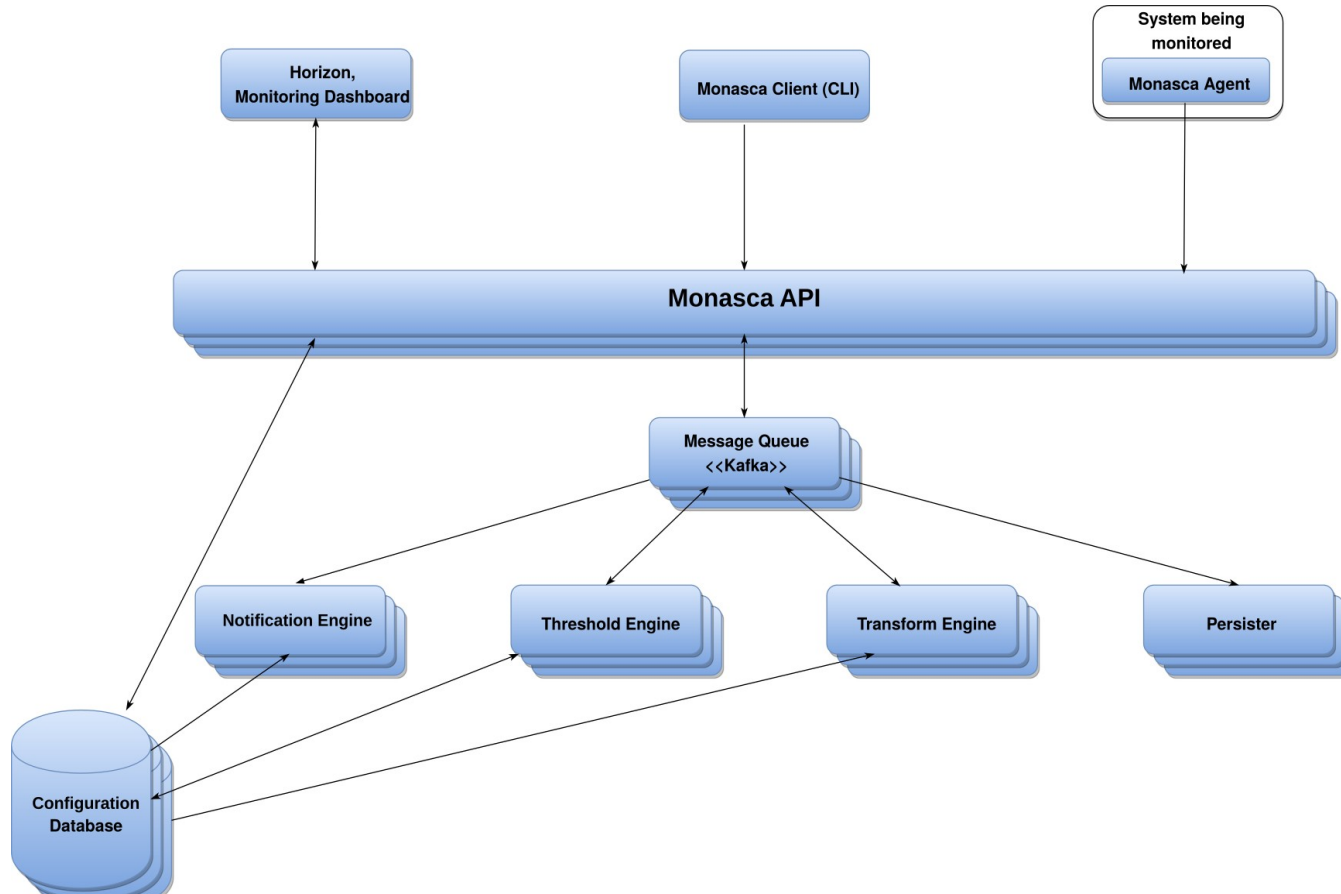 System being
monitored
Horizon,
Monitoring Dashboard
Monasca Client (CLI)
Monasca Agent
Monasca API
Message Queue
<<Kafka>>
Notification Engine
Threshold Engine
Transform Engine
Persister
Configuration
Database